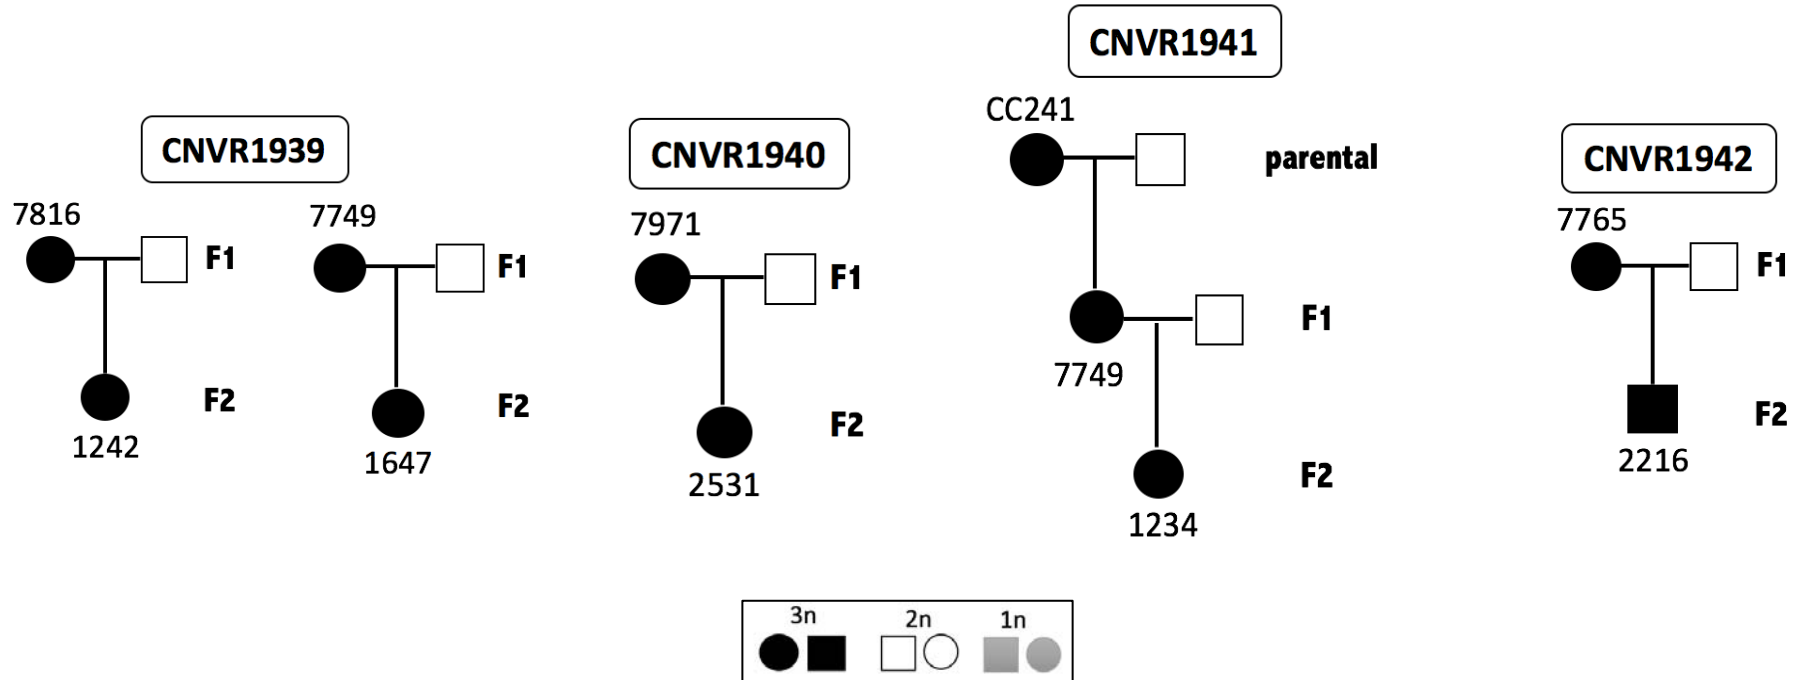 CNVR1939
7816
F1
F2
1242
7749
F1
F2
1647
CNVR1940
7971
F1
F2
2531
CNVR1941
CC241
parental
F1
7749
F2
1234
CNVR1942
7765
F1
F2
2216
3n 2n 1n